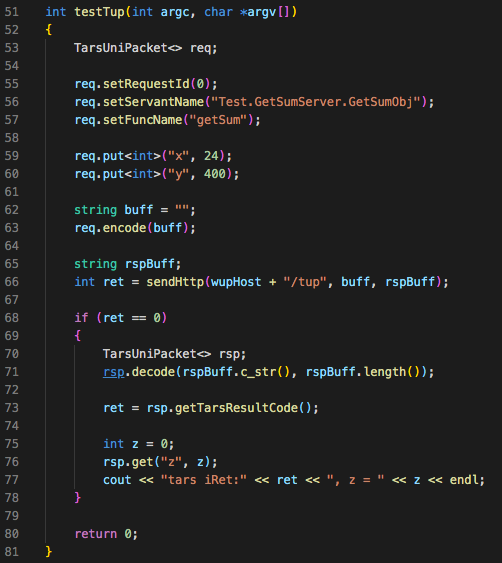 51 int testTup(int argc, char *argv[])
52 {
53     TarsUniPacket<> req;
54
55     req.setRequestId(0);
56     req.setServantName("Test.GetSumServer.GetSumObj");
57     req.setFuncName("getSum");
58
59     req.put<int>("x", 24);
60     req.put<int>("y", 400);
61
62     string buff = "";
63     req.encode(buff);
64
65     string rspBuff;
66     int ret = sendHttp(wupHost + "/tup", buff, rspBuff);
67
68     if (ret == 0)
69     {
70         TarsUniPacket<> rsp;
71         rsp.decode(rspBuff.c_str(), rspBuff.length());
72
73         ret = rsp.getTarsResultCode();
74
75         int z = 0;
76         rsp.get("z", z);
77         cout << "tars iRet:" << ret << ", z = " << z << endl;
78     }
79
80     return 0;
81 }